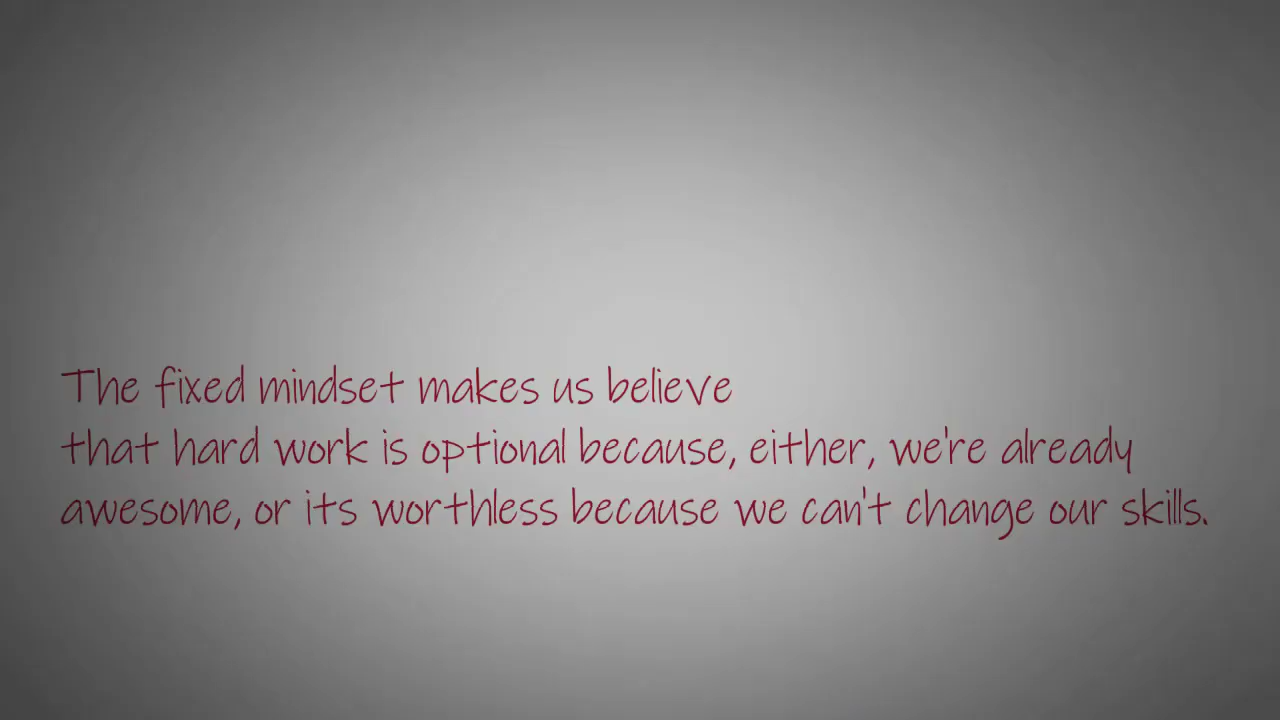 The fixed mindset makes us believe
that hard work is optional because, either, we're already
awesome, or its worthless because we can't change our skills.